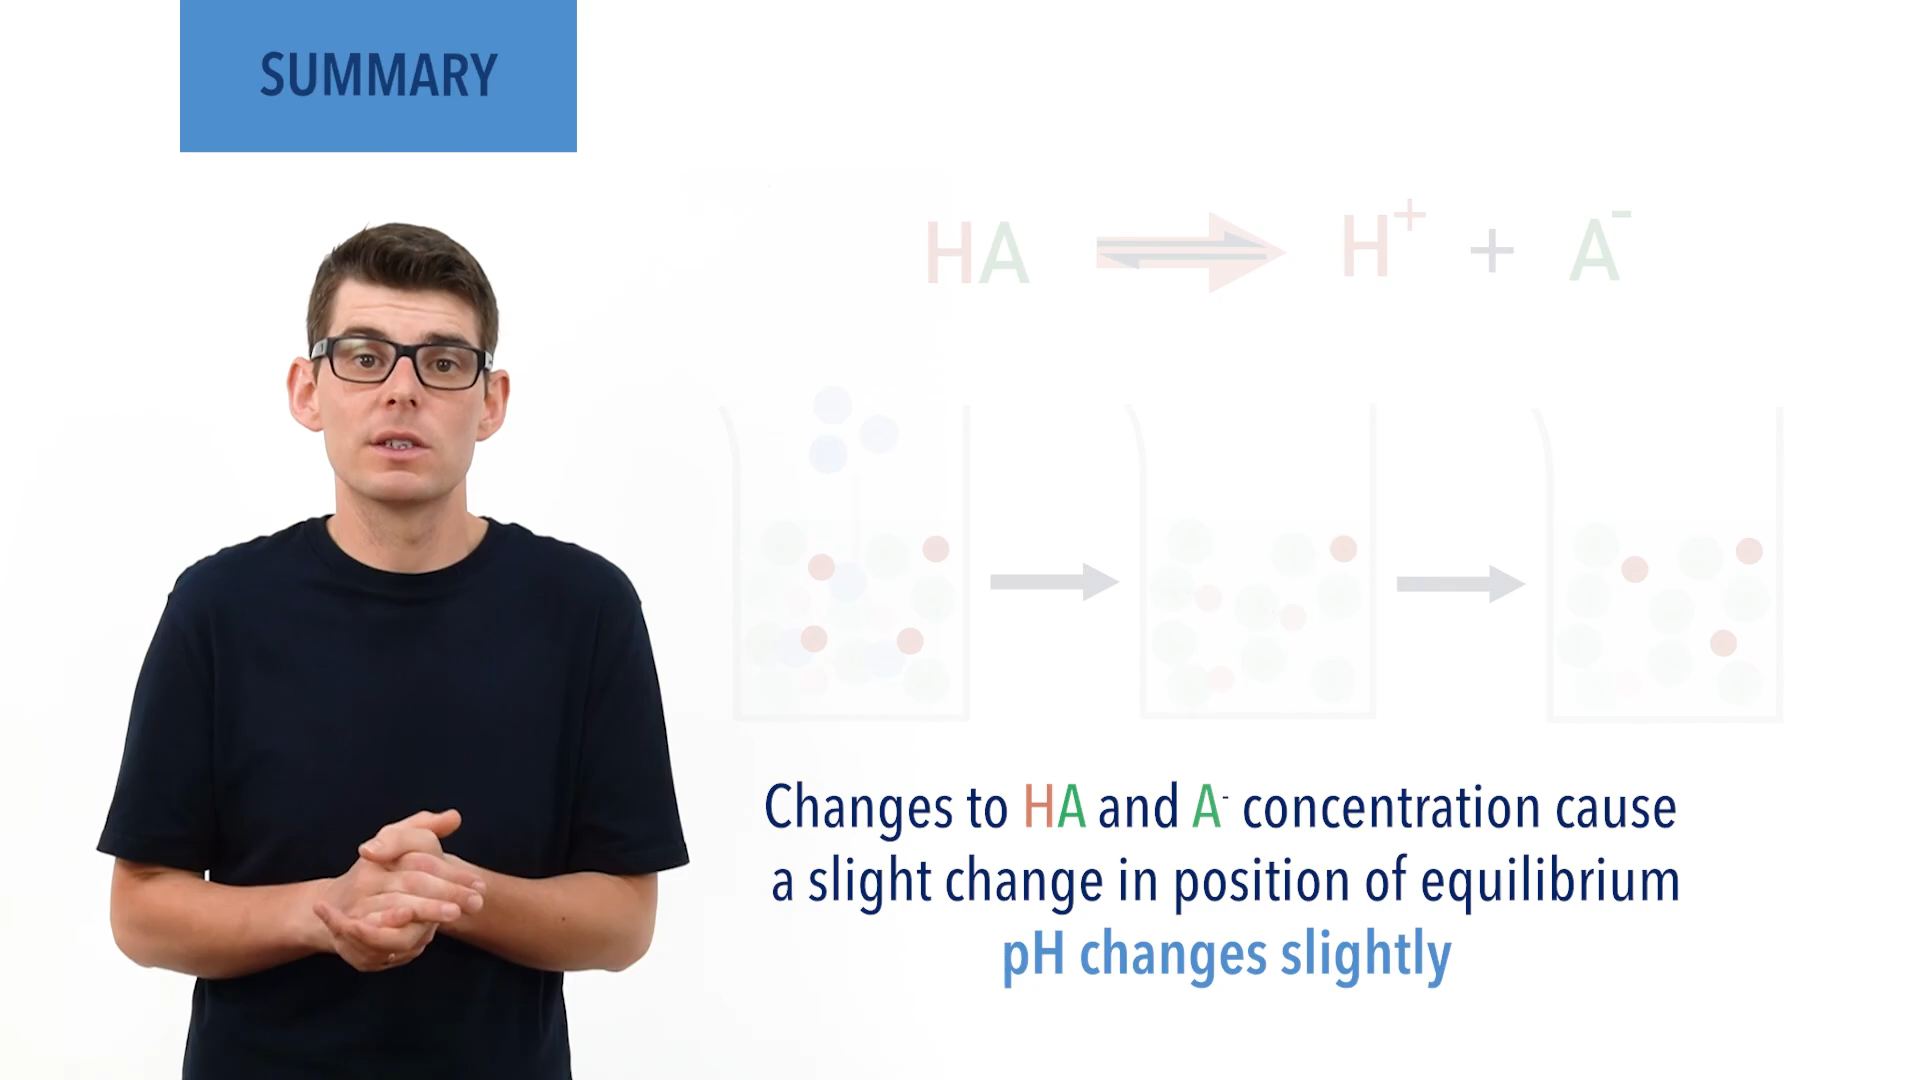 SUMMARY
HA ⇌ H⁺ + A⁻
Changes to HA and A⁻ concentration cause
a slight change in position of equilibrium
pH changes slightly